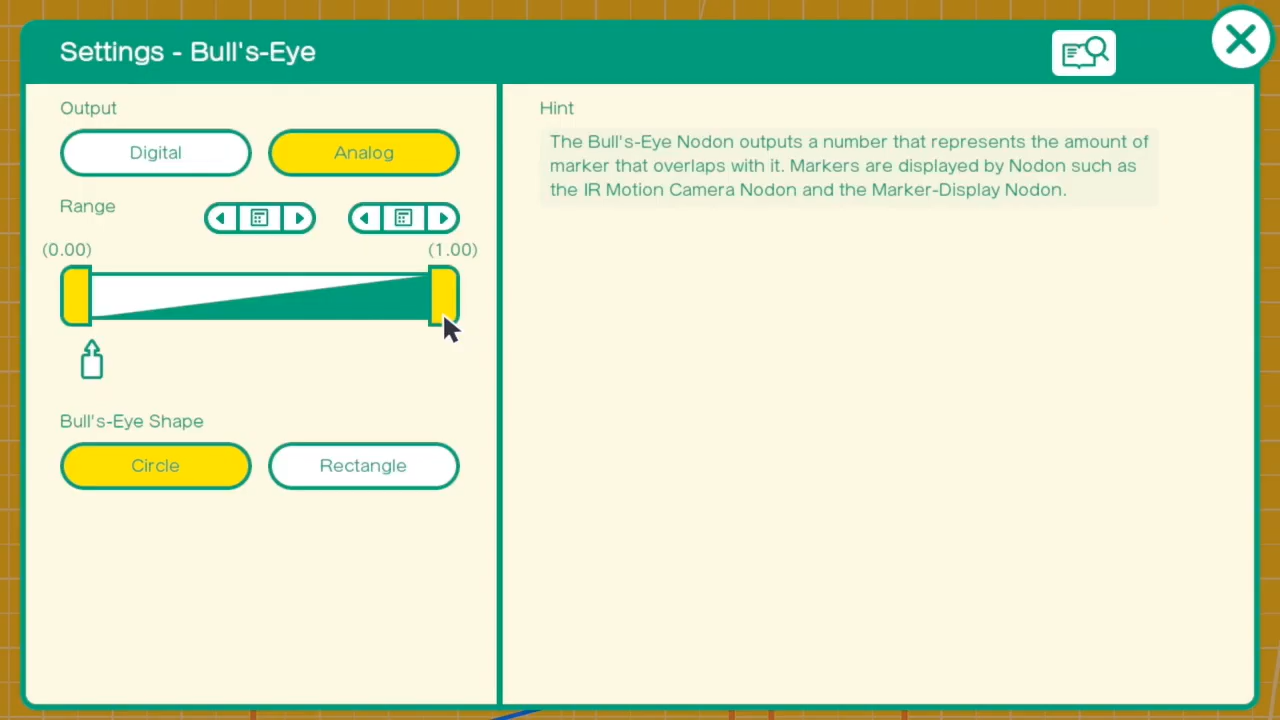 Settings - Bull's-Eye
Output
Digital
Analog
Range
(0.00)
(1.00)
Bull's-Eye Shape
Circle
Rectangle
Hint
The Bull's-Eye Nodon outputs a number that represents the amount of
marker that overlaps with it. Markers are displayed by Nodon such as
the IR Motion Camera Nodon and the Marker-Display Nodon.